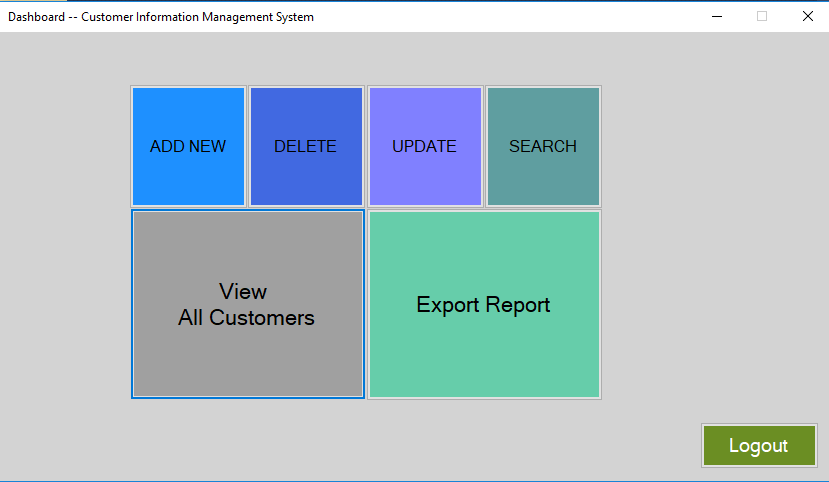 Dashboard -- Customer Information Management System
ADD NEW
DELETE
UPDATE
SEARCH
View
All Customers
Export Report
Logout